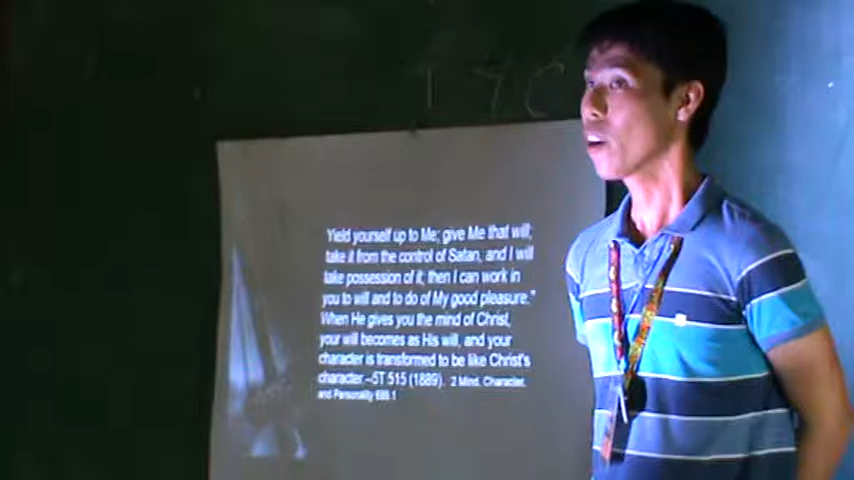 Yield yourself up to Me; give Me that will;
take it from the control of Satan, and I will
take possession of it; then I can work in
you to will and to do of My good pleasure."
When He gives you the mind of Christ,
your will becomes as His will, and your
character is transformed to be like Christ's
character.--5T 515 (1889). 2 Mind, Character,
and Personality 693.1